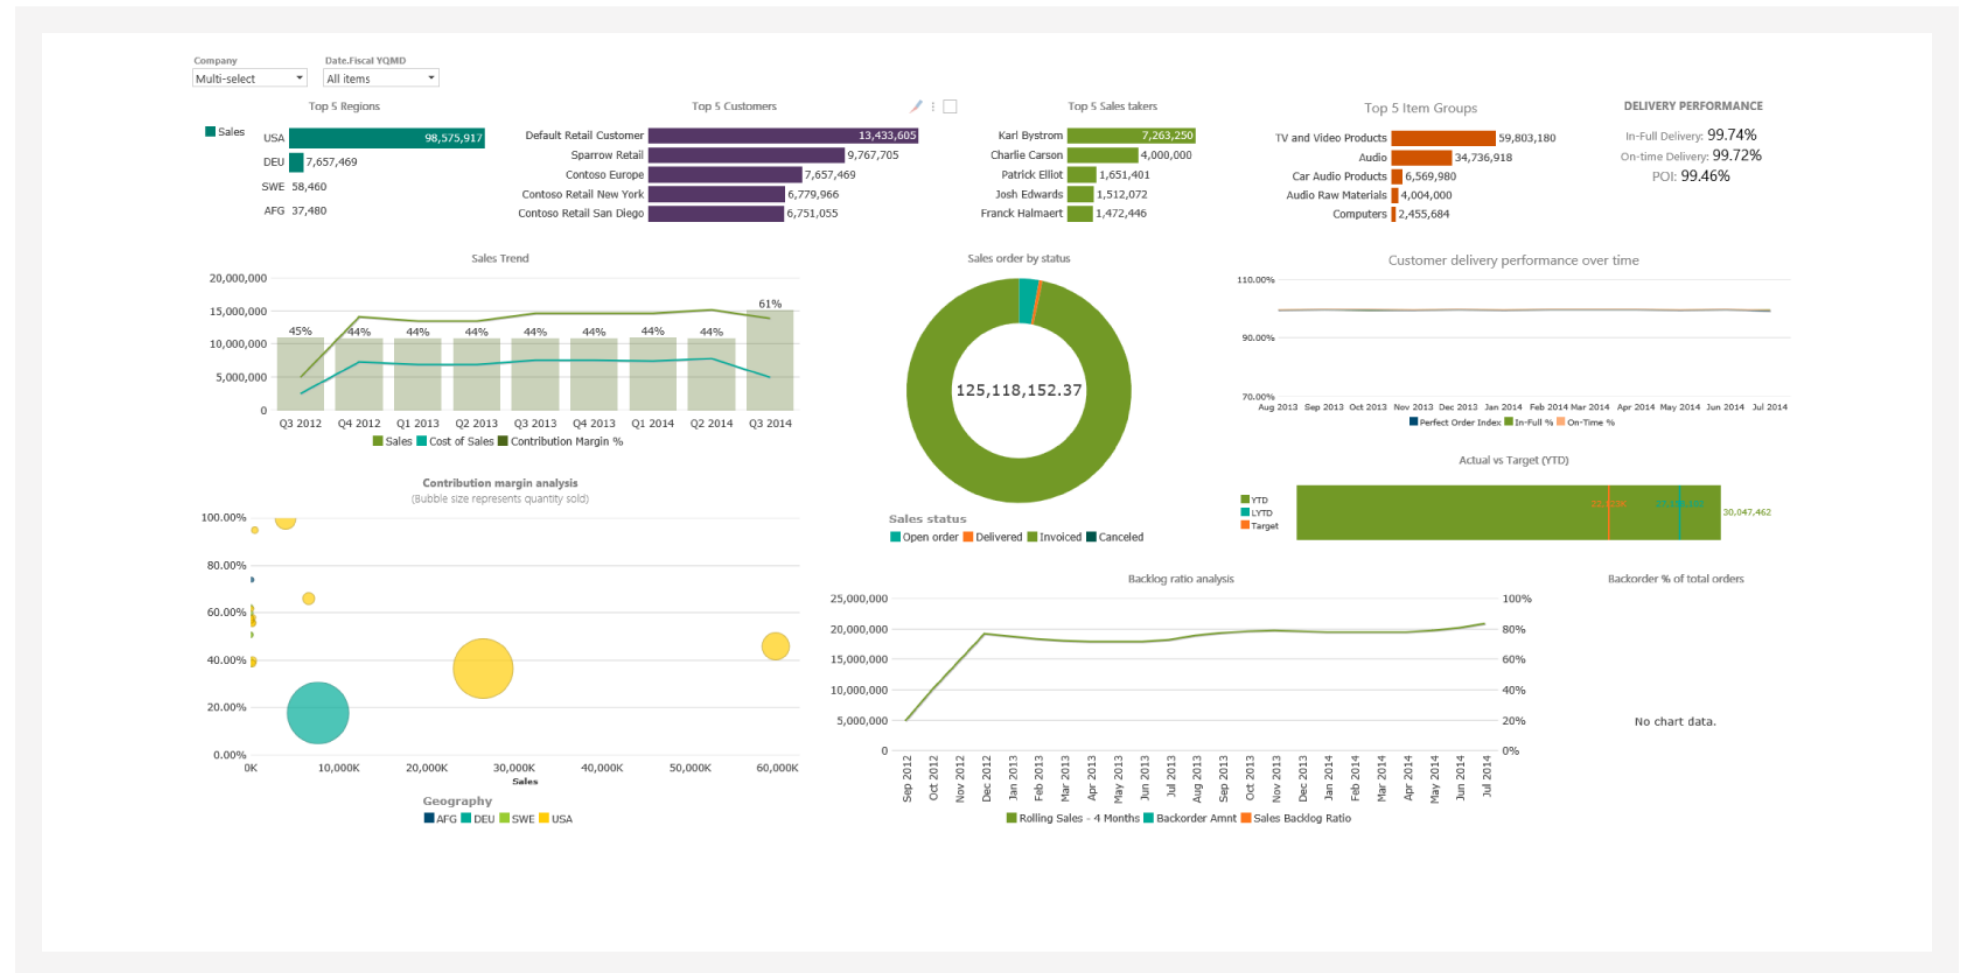 Company
Date.Fiscal YQMD
Multi-select
All items
Top 5 Regions
Sales
USA 98,575,917
DEU 7,657,469
SWE 58,460
AFG 37,480
Top 5 Customers
Default Retail Customer 13,433,605
Sparrow Retail 9,767,705
Contoso Europe 7,657,469
Contoso Retail New York 6,779,966
Contoso Retail San Diego 6,751,055
Top 5 Sales takers
Karl Bystrom 7,263,250
Charlie Carson 4,000,000
Patrick Elliot 1,651,401
Josh Edwards 1,512,072
Franck Halmaert 1,472,446
Top 5 Item Groups
TV and Video Products 59,803,180
Audio 34,736,918
Car Audio Products 6,569,980
Audio Raw Materials 4,004,000
Computers 2,455,684
DELIVERY PERFORMANCE
In-Full Delivery: 99.74%
On-time Delivery: 99.72%
POI: 99.46%
Sales Trend
20,000,000
15,000,000
10,000,000
5,000,000
0
45% 44% 44% 44% 44% 44% 44% 44% 61%
Q3 2012 Q4 2012 Q1 2013 Q2 2013 Q3 2013 Q4 2013 Q1 2014 Q2 2014 Q3 2014
Sales Cost of Sales Contribution Margin %
Sales order by status
125,118,152.37
Sales status
Open order Delivered Invoiced Canceled
Customer delivery performance over time
110.00%
90.00%
70.00%
Aug 2013 Sep 2013 Oct 2013 Nov 2013 Dec 2013 Jan 2014 Feb 2014 Mar 2014 Apr 2014 May 2014 Jun 2014 Jul 2014
Perfect Order Index In-Full % On-Time %
Actual vs Target (YTD)
YTD
LYTD
Target
30,047,462
Contribution margin analysis
(Bubble size represents quantity sold)
100.00%
80.00%
60.00%
40.00%
20.00%
0.00%
0K 10,000K 20,000K 30,000K 40,000K 50,000K 60,000K
Sales
Geography
AFG DEU SWE USA
Backlog ratio analysis
25,000,000
20,000,000
15,000,000
10,000,000
5,000,000
0
100%
80%
60%
40%
20%
0%
Sep 2012 Oct 2012 Nov 2012 Dec 2012 Jan 2013 Feb 2013 Mar 2013 Apr 2013 May 2013 Jun 2013 Jul 2013 Aug 2013 Sep 2013 Oct 2013 Nov 2013 Dec 2013 Jan 2014 Feb 2014 Mar 2014 Apr 2014 May 2014 Jun 2014 Jul 2014
Rolling Sales - 4 Months Backorder Amnt Sales Backlog Ratio
Backorder % of total orders
No chart data.